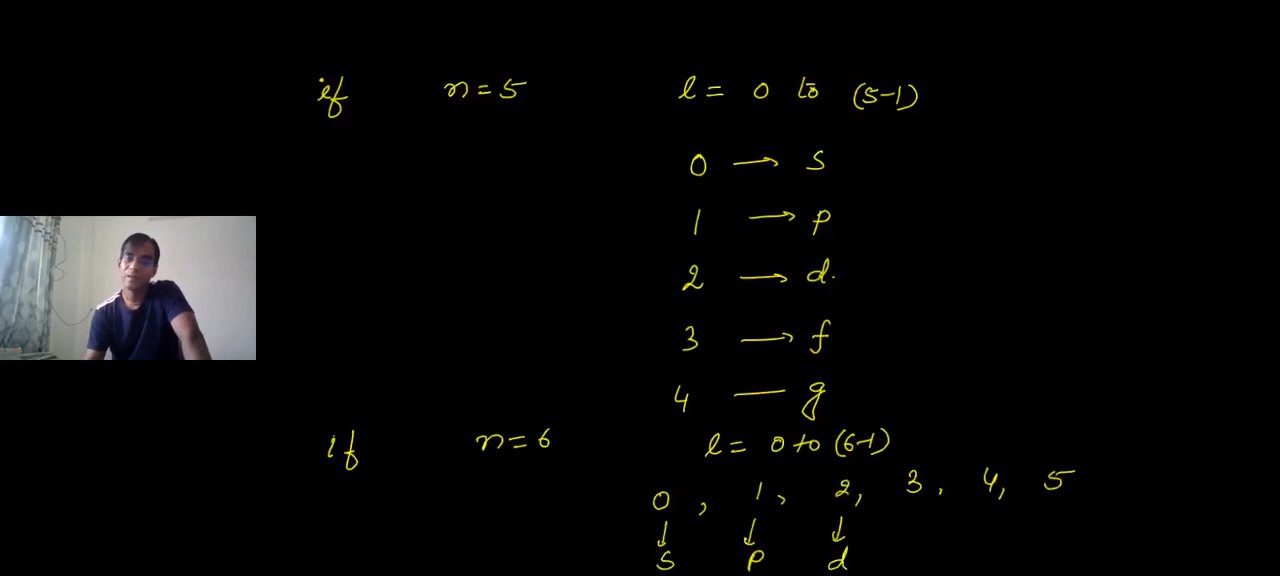 if n=5 l= 0 to (5-1)
0 → s
1 → p
2 → d.
3 → f
4 — g
if n=6 l= 0 to (6-1)
0, 1, 2, 3, 4, 5
↓ ↓ ↓
s p d